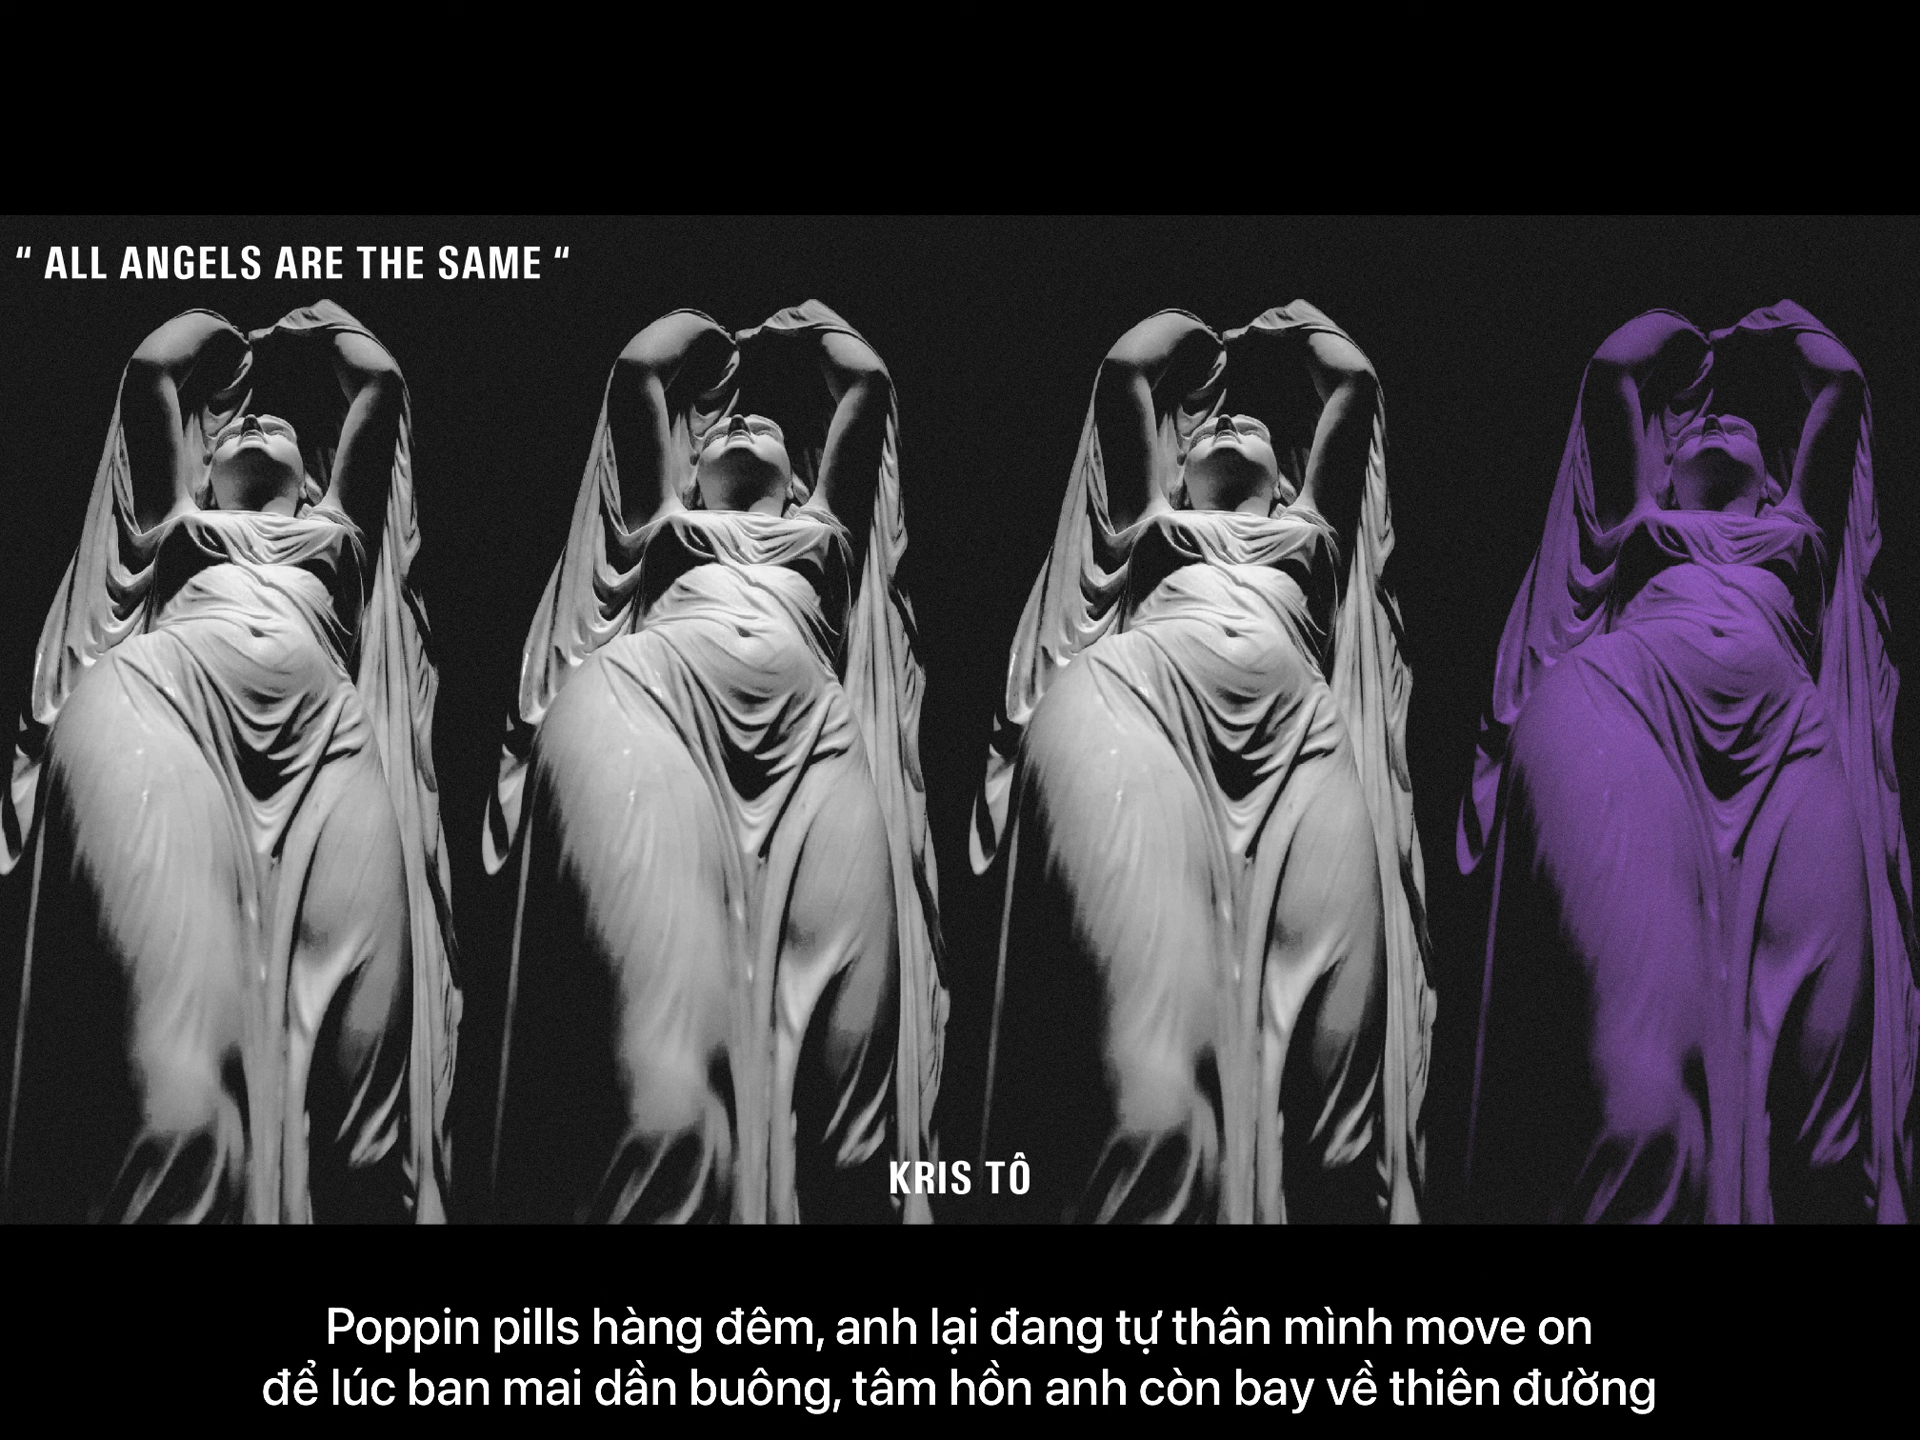 “ ALL ANGELS ARE THE SAME “
KRIS TÔ
Poppin pills hàng đêm, anh lại đang tự thân mình move on
để lúc ban mai dần buông, tâm hồn anh còn bay về thiên đường